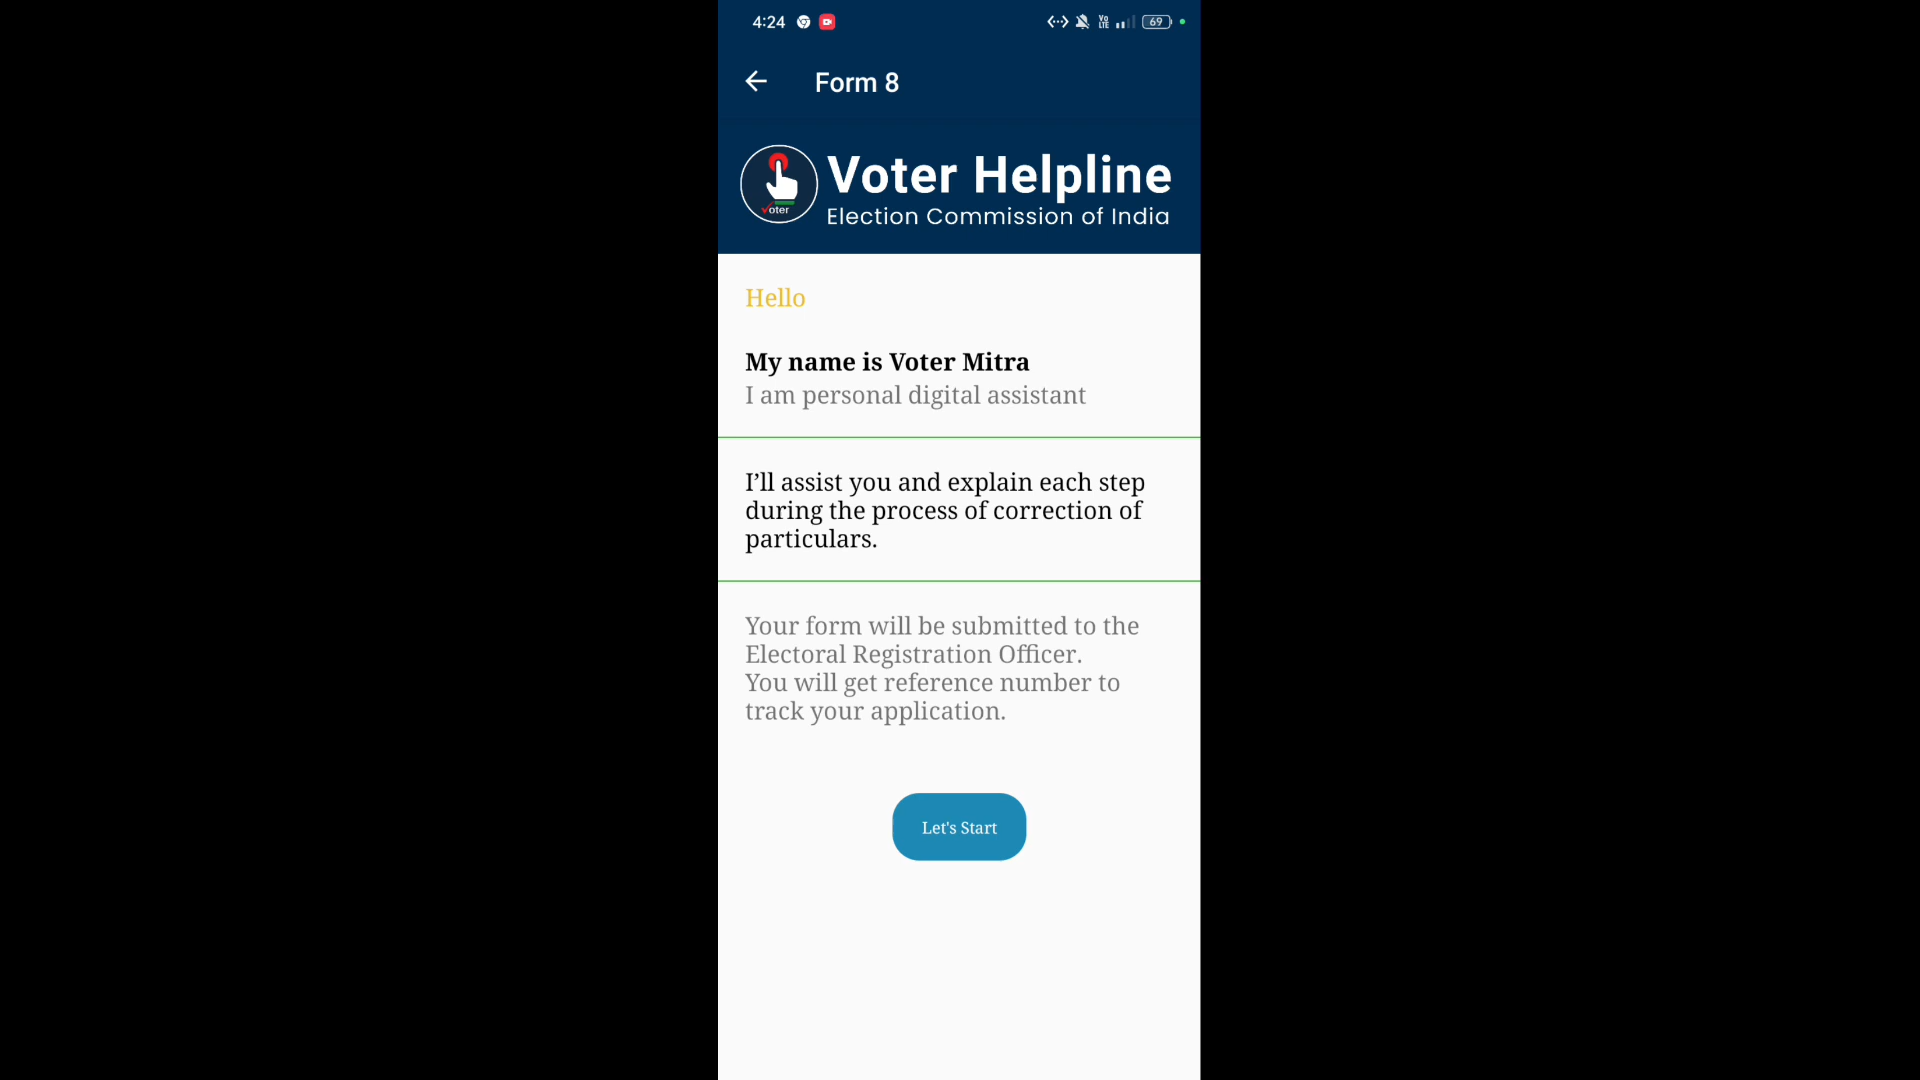 4:24
Vo LTE 69
Form 8
Voter
Voter Helpline
Election Commission of India
Hello
My name is Voter Mitra
I am personal digital assistant
I’ll assist you and explain each step
during the process of correction of
particulars.
Your form will be submitted to the
Electoral Registration Officer.
You will get reference number to
track your application.
Let's Start